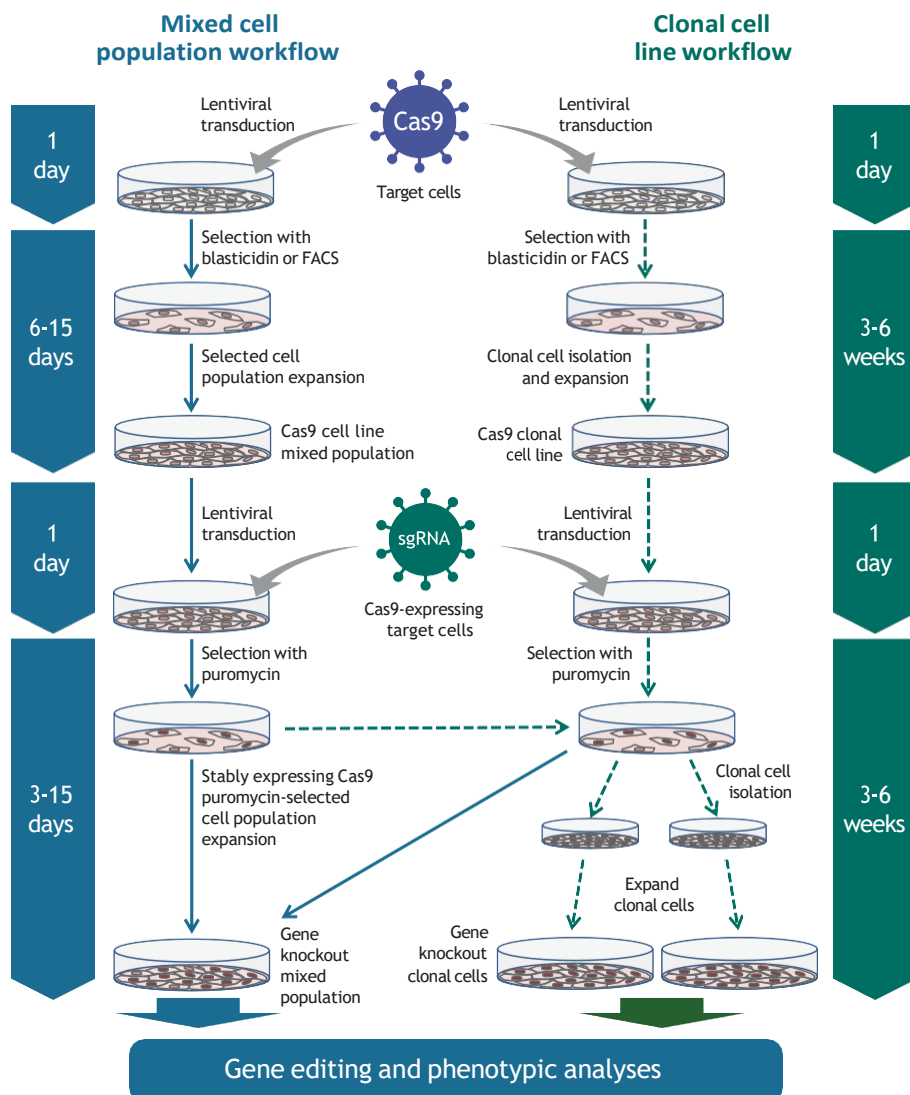 Mixed cell
population workflow
Clonal cell
line workflow
1
day
Lentiviral
transduction
Cas9
Lentiviral
transduction
1
day
Target cells
Selection with
blasticidin or FACS
Selection with
blasticidin or FACS
6-15
days
Selected cell
population expansion
Clonal cell isolation
and expansion
3-6
weeks
Cas9 cell line
mixed population
Cas9 clonal
cell line
1
day
Lentiviral
transduction
sgRNA
Lentiviral
transduction
1
day
Cas9-expressing
target cells
Selection with
puromycin
Selection with
puromycin
3-15
days
Stably expressing Cas9
puromycin-selected
cell population
expansion
Clonal cell
isolation
3-6
weeks
Expand
clonal cells
Gene
knockout
mixed
population
Gene
knockout
clonal cells
Gene editing and phenotypic analyses